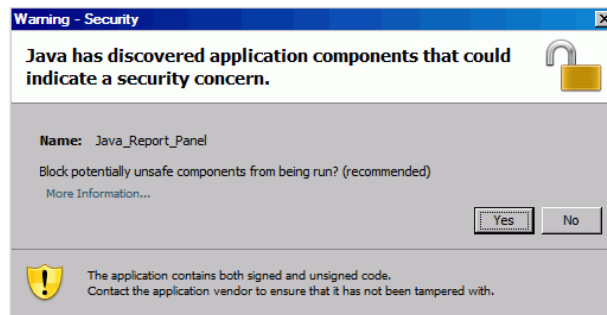 Warning - Security
Java has discovered application components that could
indicate a security concern.
Name: Java_Report_Panel
Block potentially unsafe components from being run? (recommended)
More Information...
Yes No
The application contains both signed and unsigned code.
Contact the application vendor to ensure that it has not been tampered with.